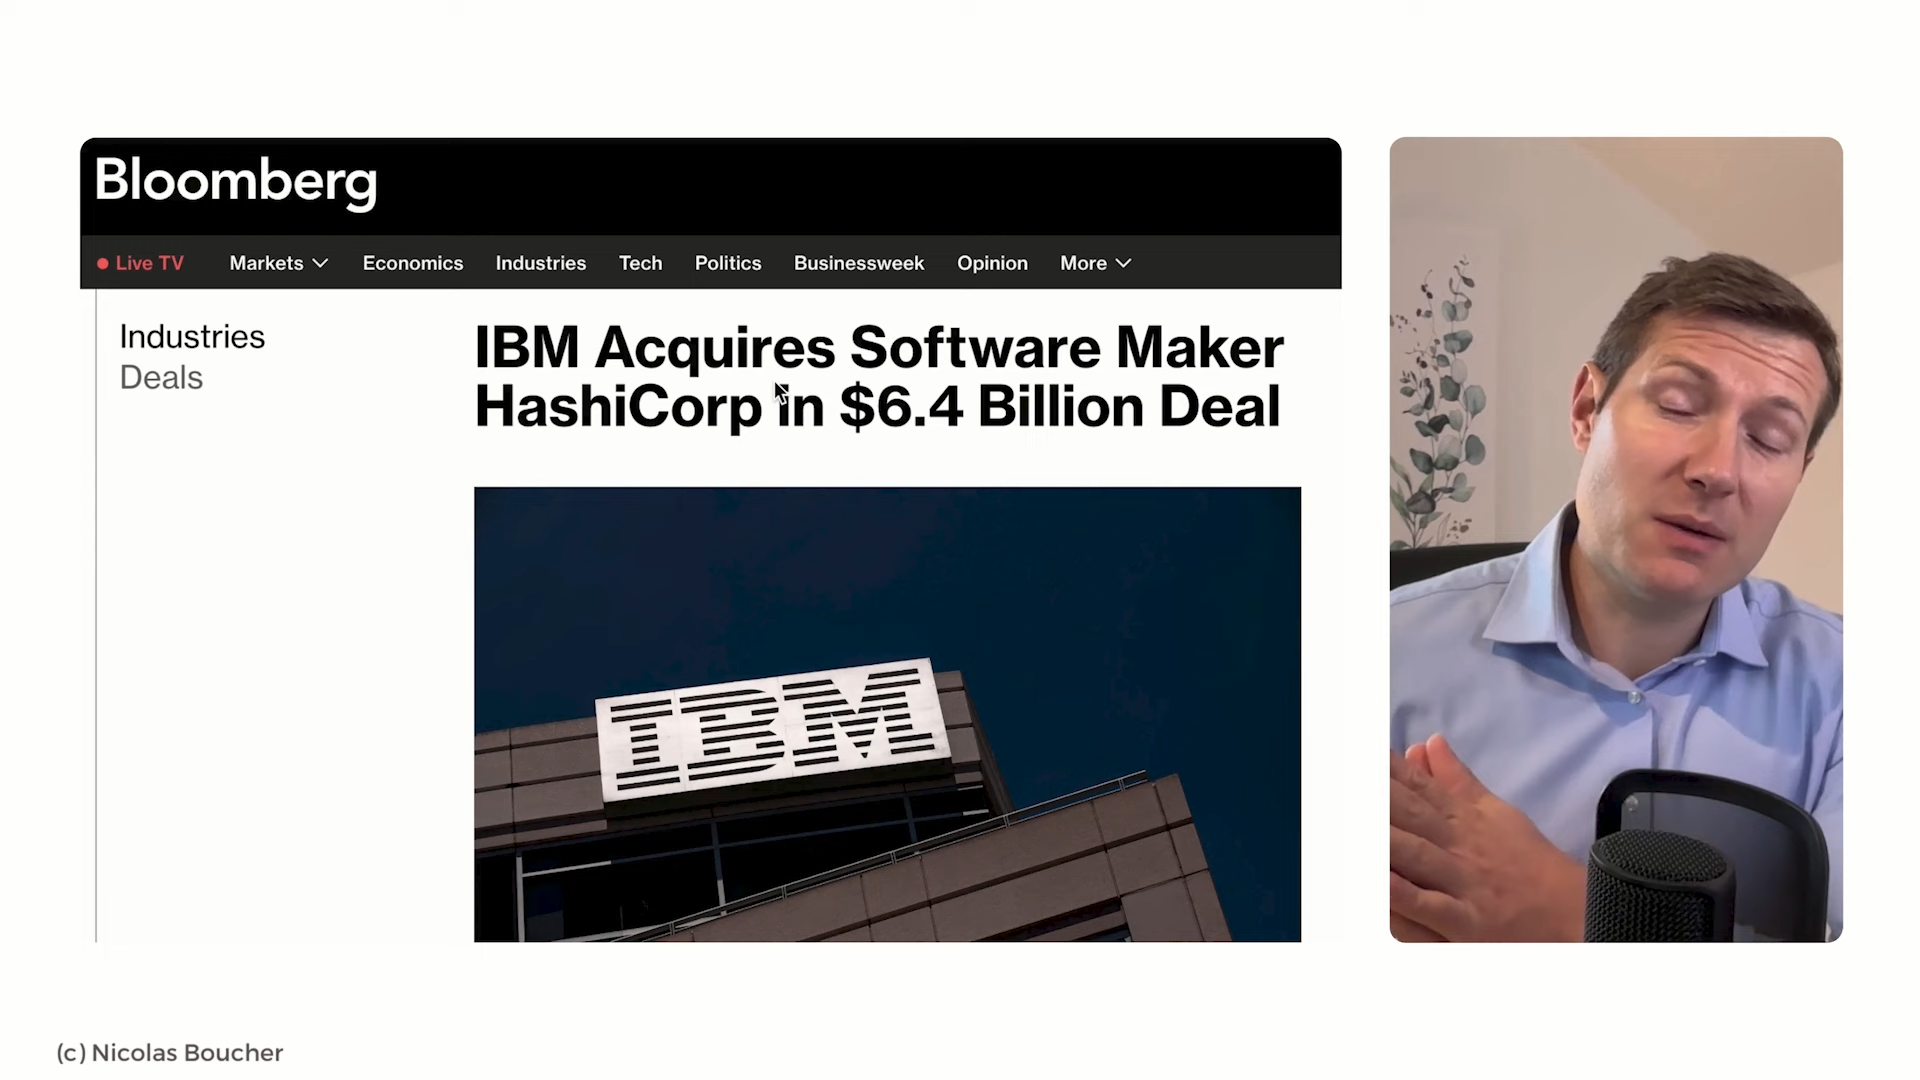 Bloomberg
Live TV Markets Economics Industries Tech Politics Businessweek Opinion More
Industries
Deals
IBM Acquires Software Maker
HashiCorp in $6.4 Billion Deal
IBM
(c) Nicolas Boucher